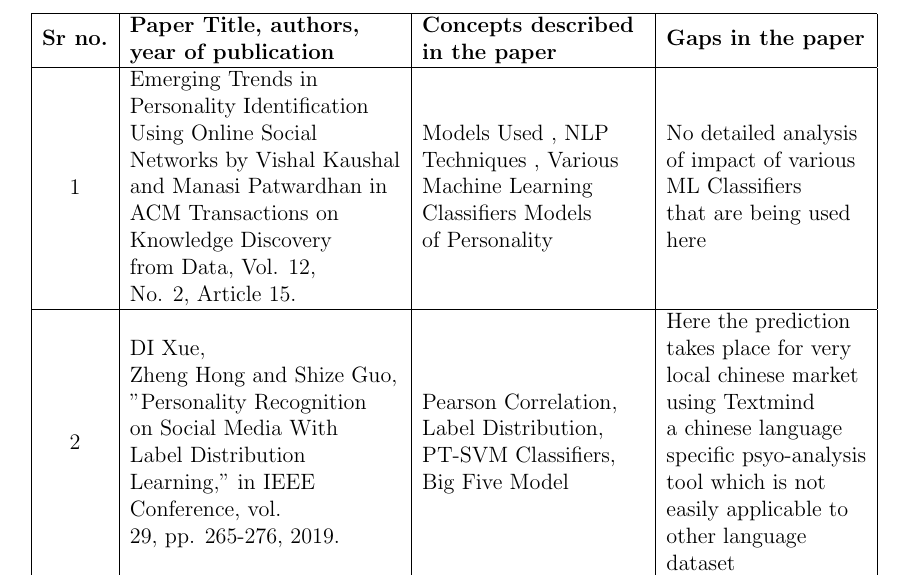 Sr no.
Paper Title, authors,
year of publication
Concepts described
in the paper
Gaps in the paper
1
Emerging Trends in
Personality Identification
Using Online Social
Networks by Vishal Kaushal
and Manasi Patwardhan in
ACM Transactions on
Knowledge Discovery
from Data, Vol. 12,
No. 2, Article 15.
Models Used , NLP
Techniques , Various
Machine Learning
Classifiers Models
of Personality
No detailed analysis
of impact of various
ML Classifiers
that are being used
here
2
DI Xue,
Zheng Hong and Shize Guo,
”Personality Recognition
on Social Media With
Label Distribution
Learning,” in IEEE
Conference, vol.
29, pp. 265-276, 2019.
Pearson Correlation,
Label Distribution,
PT-SVM Classifiers,
Big Five Model
Here the prediction
takes place for very
local chinese market
using Textmind
a chinese language
specific psyo-analysis
tool which is not
easily applicable to
other language
dataset